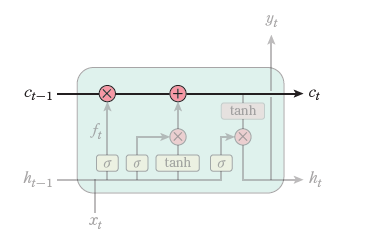 y_t
c_{t−1} × + c_t
tanh
f_t × ×
σ σ tanh σ
h_{t−1} h_t
x_t